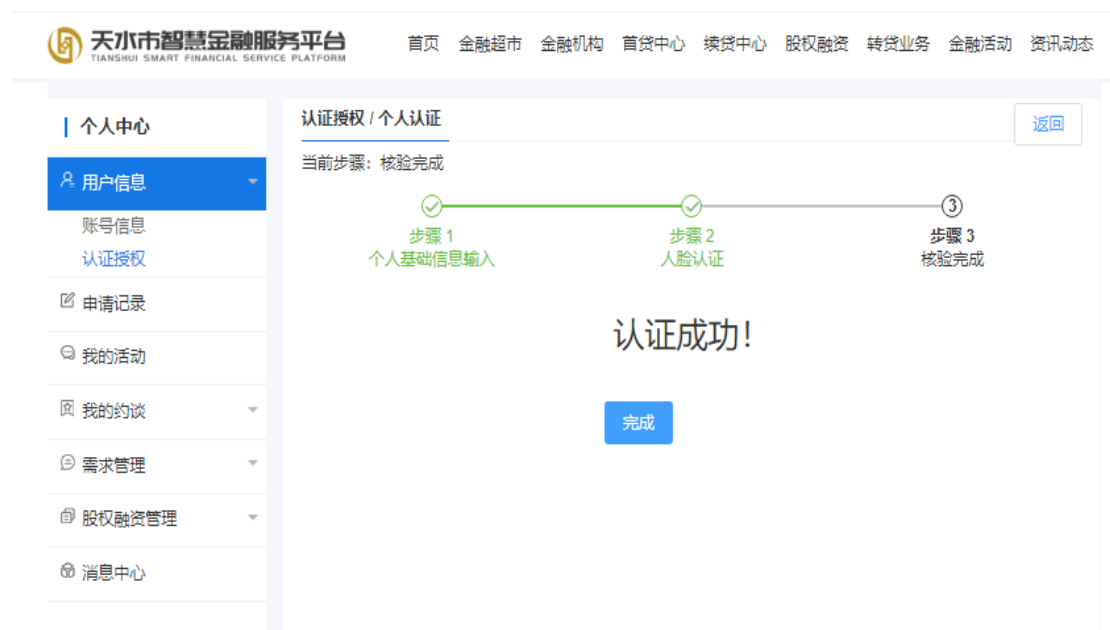 天水市智慧金融服务平台
TIANSHUI SMART FINANCIAL SERVICE PLATFORM
首页 金融超市 金融机构 首贷中心 续贷中心 股权融资 转贷业务 金融活动 资讯动态
个人中心
用户信息
账号信息
认证授权
申请记录
我的活动
我的约谈
需求管理
股权融资管理
消息中心
认证授权 / 个人认证
返回
当前步骤：核验完成
3
步骤 1 步骤 2 步骤 3
个人基础信息输入 人脸认证 核验完成
认证成功！
完成